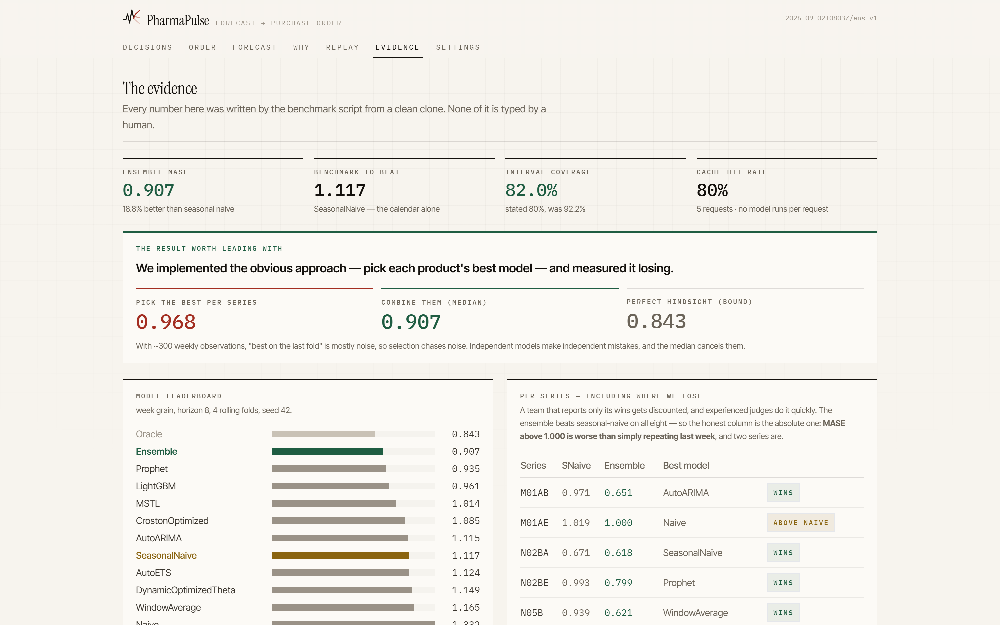 PharmaPulse FORECAST → PURCHASE ORDER
2026-09-02T0803Z/ens-v1
DECISIONS ORDER FORECAST WHY REPLAY EVIDENCE SETTINGS
The evidence
Every number here was written by the benchmark script from a clean clone. None of it is typed by a
human.
ENSEMBLE MASE
0.907
18.8% better than seasonal naive
BENCHMARK TO BEAT
1.117
SeasonalNaive — the calendar alone
INTERVAL COVERAGE
82.0%
stated 80%, was 92.2%
CACHE HIT RATE
80%
5 requests · no model runs per request
THE RESULT WORTH LEADING WITH
We implemented the obvious approach — pick each product's best model — and measured it losing.
PICK THE BEST PER SERIES
0.968
COMBINE THEM (MEDIAN)
0.907
PERFECT HINDSIGHT (BOUND)
0.843
With ~300 weekly observations, "best on the last fold" is mostly noise, so selection chases noise. Independent models make independent mistakes, and the median cancels them.
MODEL LEADERBOARD
week grain, horizon 8, 4 rolling folds, seed 42.
Oracle 0.843
Ensemble 0.907
Prophet 0.935
LightGBM 0.961
MSTL 1.014
CrostonOptimized 1.085
AutoARIMA 1.115
SeasonalNaive 1.117
AutoETS 1.124
DynamicOptimizedTheta 1.149
WindowAverage 1.165
Naive 1.332
PER SERIES — INCLUDING WHERE WE LOSE
A team that reports only its wins gets discounted, and experienced judges do it quickly. The
ensemble beats seasonal-naive on all eight — so the honest column is the absolute one: MASE
above 1.000 is worse than simply repeating last week, and two series are.
Series SNaive Ensemble Best model
M01AB 0.971 0.651 AutoARIMA WINS
M01AE 1.019 1.000 Naive ABOVE NAIVE
N02BA 0.671 0.618 SeasonalNaive WINS
N02BE 0.993 0.799 Prophet WINS
N05B 0.939 0.621 WindowAverage WINS